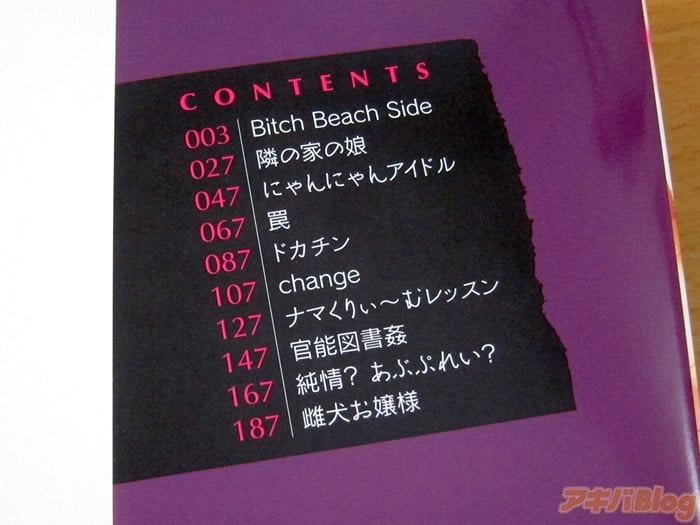 CONTENTS
003 Bitch Beach Side
027 隣の家の娘
047 にゃんにゃんアイドル
067 罠
087 ドカチン
107 change
127 ナマくりぃ〜むレッスン
147 官能図書姦
167 純情? あぶぷれい?
187 雌犬お嬢様
アキバBlog